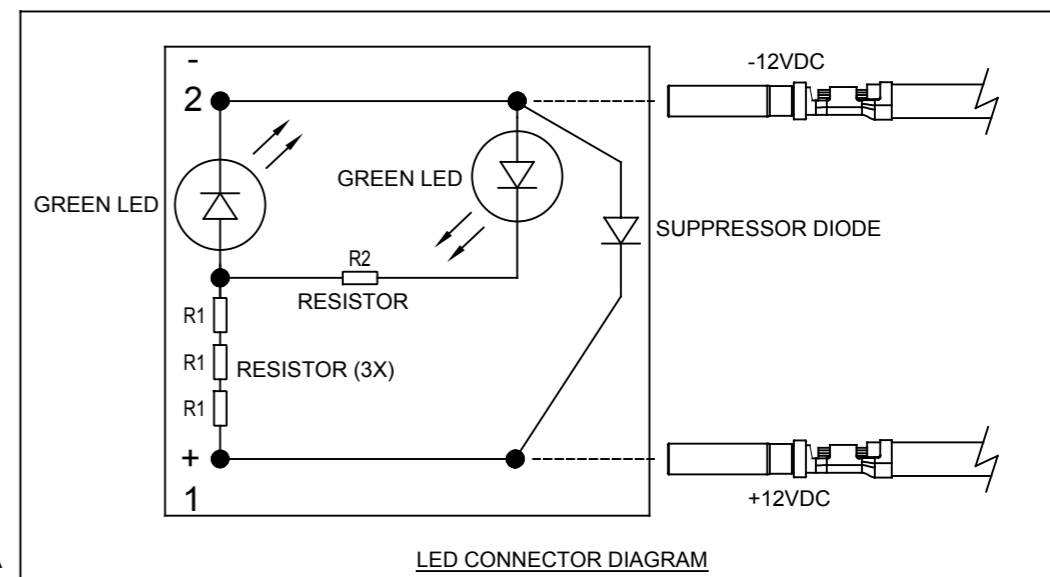 -
2
-12VDC
GREEN LED
GREEN LED
SUPPRESSOR DIODE
R2
RESISTOR
R1
R1
RESISTOR (3X)
R1
+
1
+12VDC
LED CONNECTOR DIAGRAM